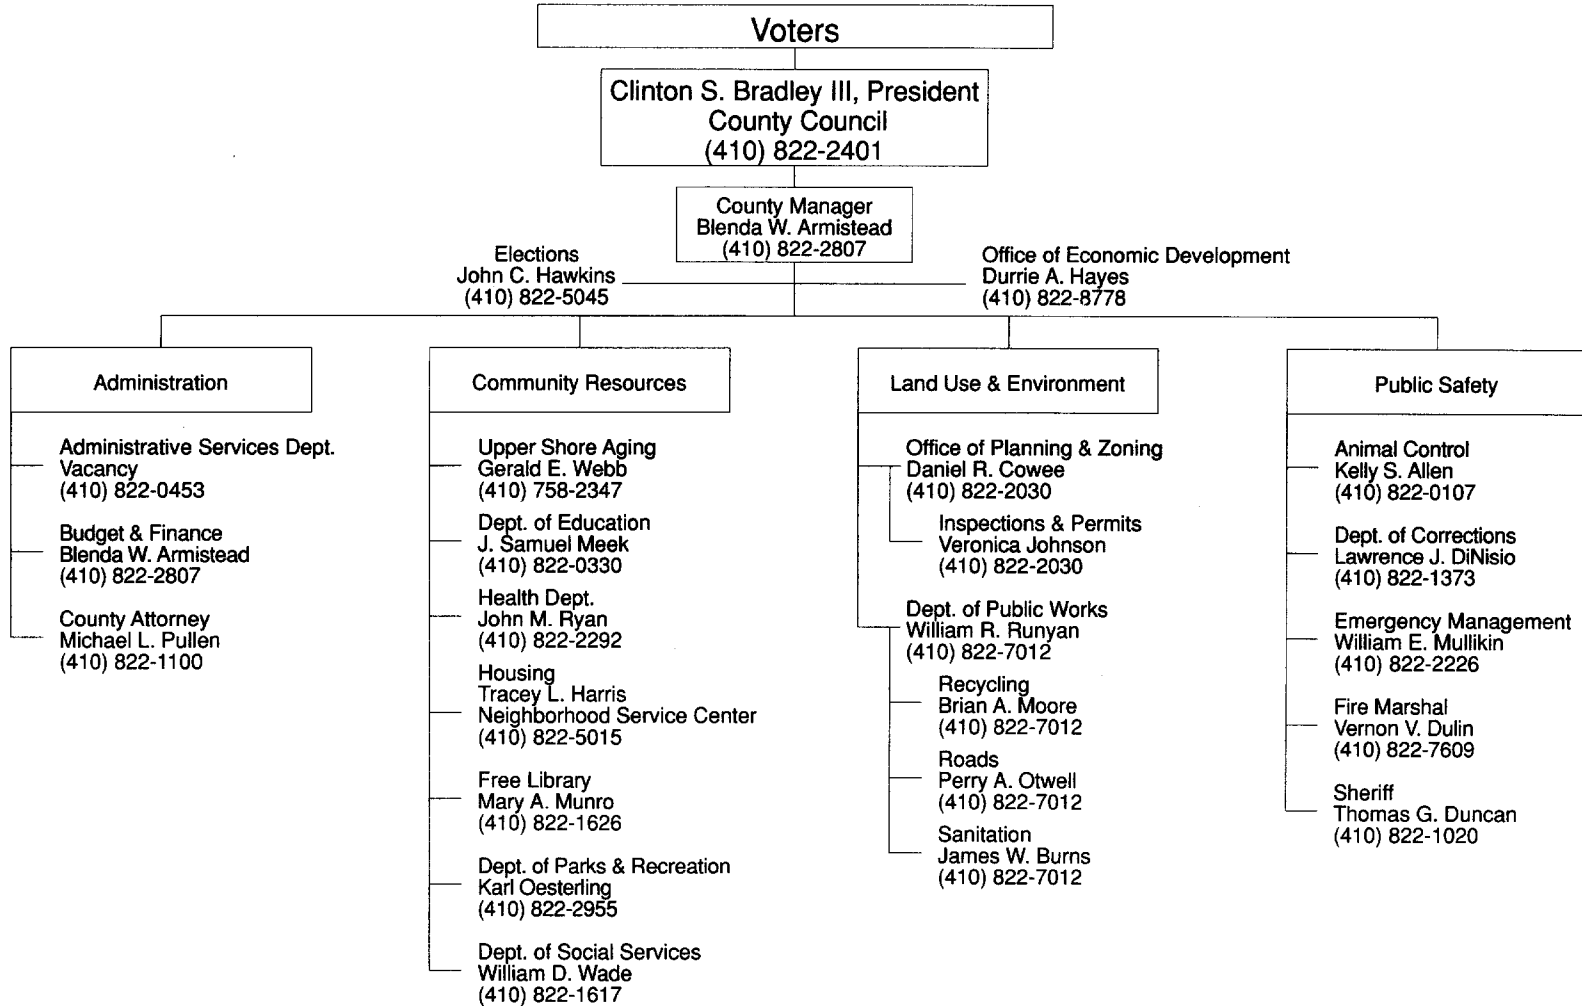 Voters
Clinton S. Bradley III, President
County Council
(410) 822-2401
County Manager
Blenda W. Armistead
(410) 822-2807
Elections
John C. Hawkins
(410) 822-5045
Office of Economic Development
Durrie A. Hayes
(410) 822-8778
Administration
Administrative Services Dept.
Vacancy
(410) 822-0453
Budget & Finance
Blenda W. Armistead
(410) 822-2807
County Attorney
Michael L. Pullen
(410) 822-1100
Community Resources
Upper Shore Aging
Gerald E. Webb
(410) 758-2347
Dept. of Education
J. Samuel Meek
(410) 822-0330
Health Dept.
John M. Ryan
(410) 822-2292
Housing
Tracey L. Harris
Neighborhood Service Center
(410) 822-5015
Free Library
Mary A. Munro
(410) 822-1626
Dept. of Parks & Recreation
Karl Oesterling
(410) 822-2955
Dept. of Social Services
William D. Wade
(410) 822-1617
Land Use & Environment
Office of Planning & Zoning
Daniel R. Cowee
(410) 822-2030
Inspections & Permits
Veronica Johnson
(410) 822-2030
Dept. of Public Works
William R. Runyan
(410) 822-7012
Recycling
Brian A. Moore
(410) 822-7012
Roads
Perry A. Otwell
(410) 822-7012
Sanitation
James W. Burns
(410) 822-7012
Public Safety
Animal Control
Kelly S. Allen
(410) 822-0107
Dept. of Corrections
Lawrence J. DiNisio
(410) 822-1373
Emergency Management
William E. Mullikin
(410) 822-2226
Fire Marshal
Vernon V. Dulin
(410) 822-7609
Sheriff
Thomas G. Duncan
(410) 822-1020